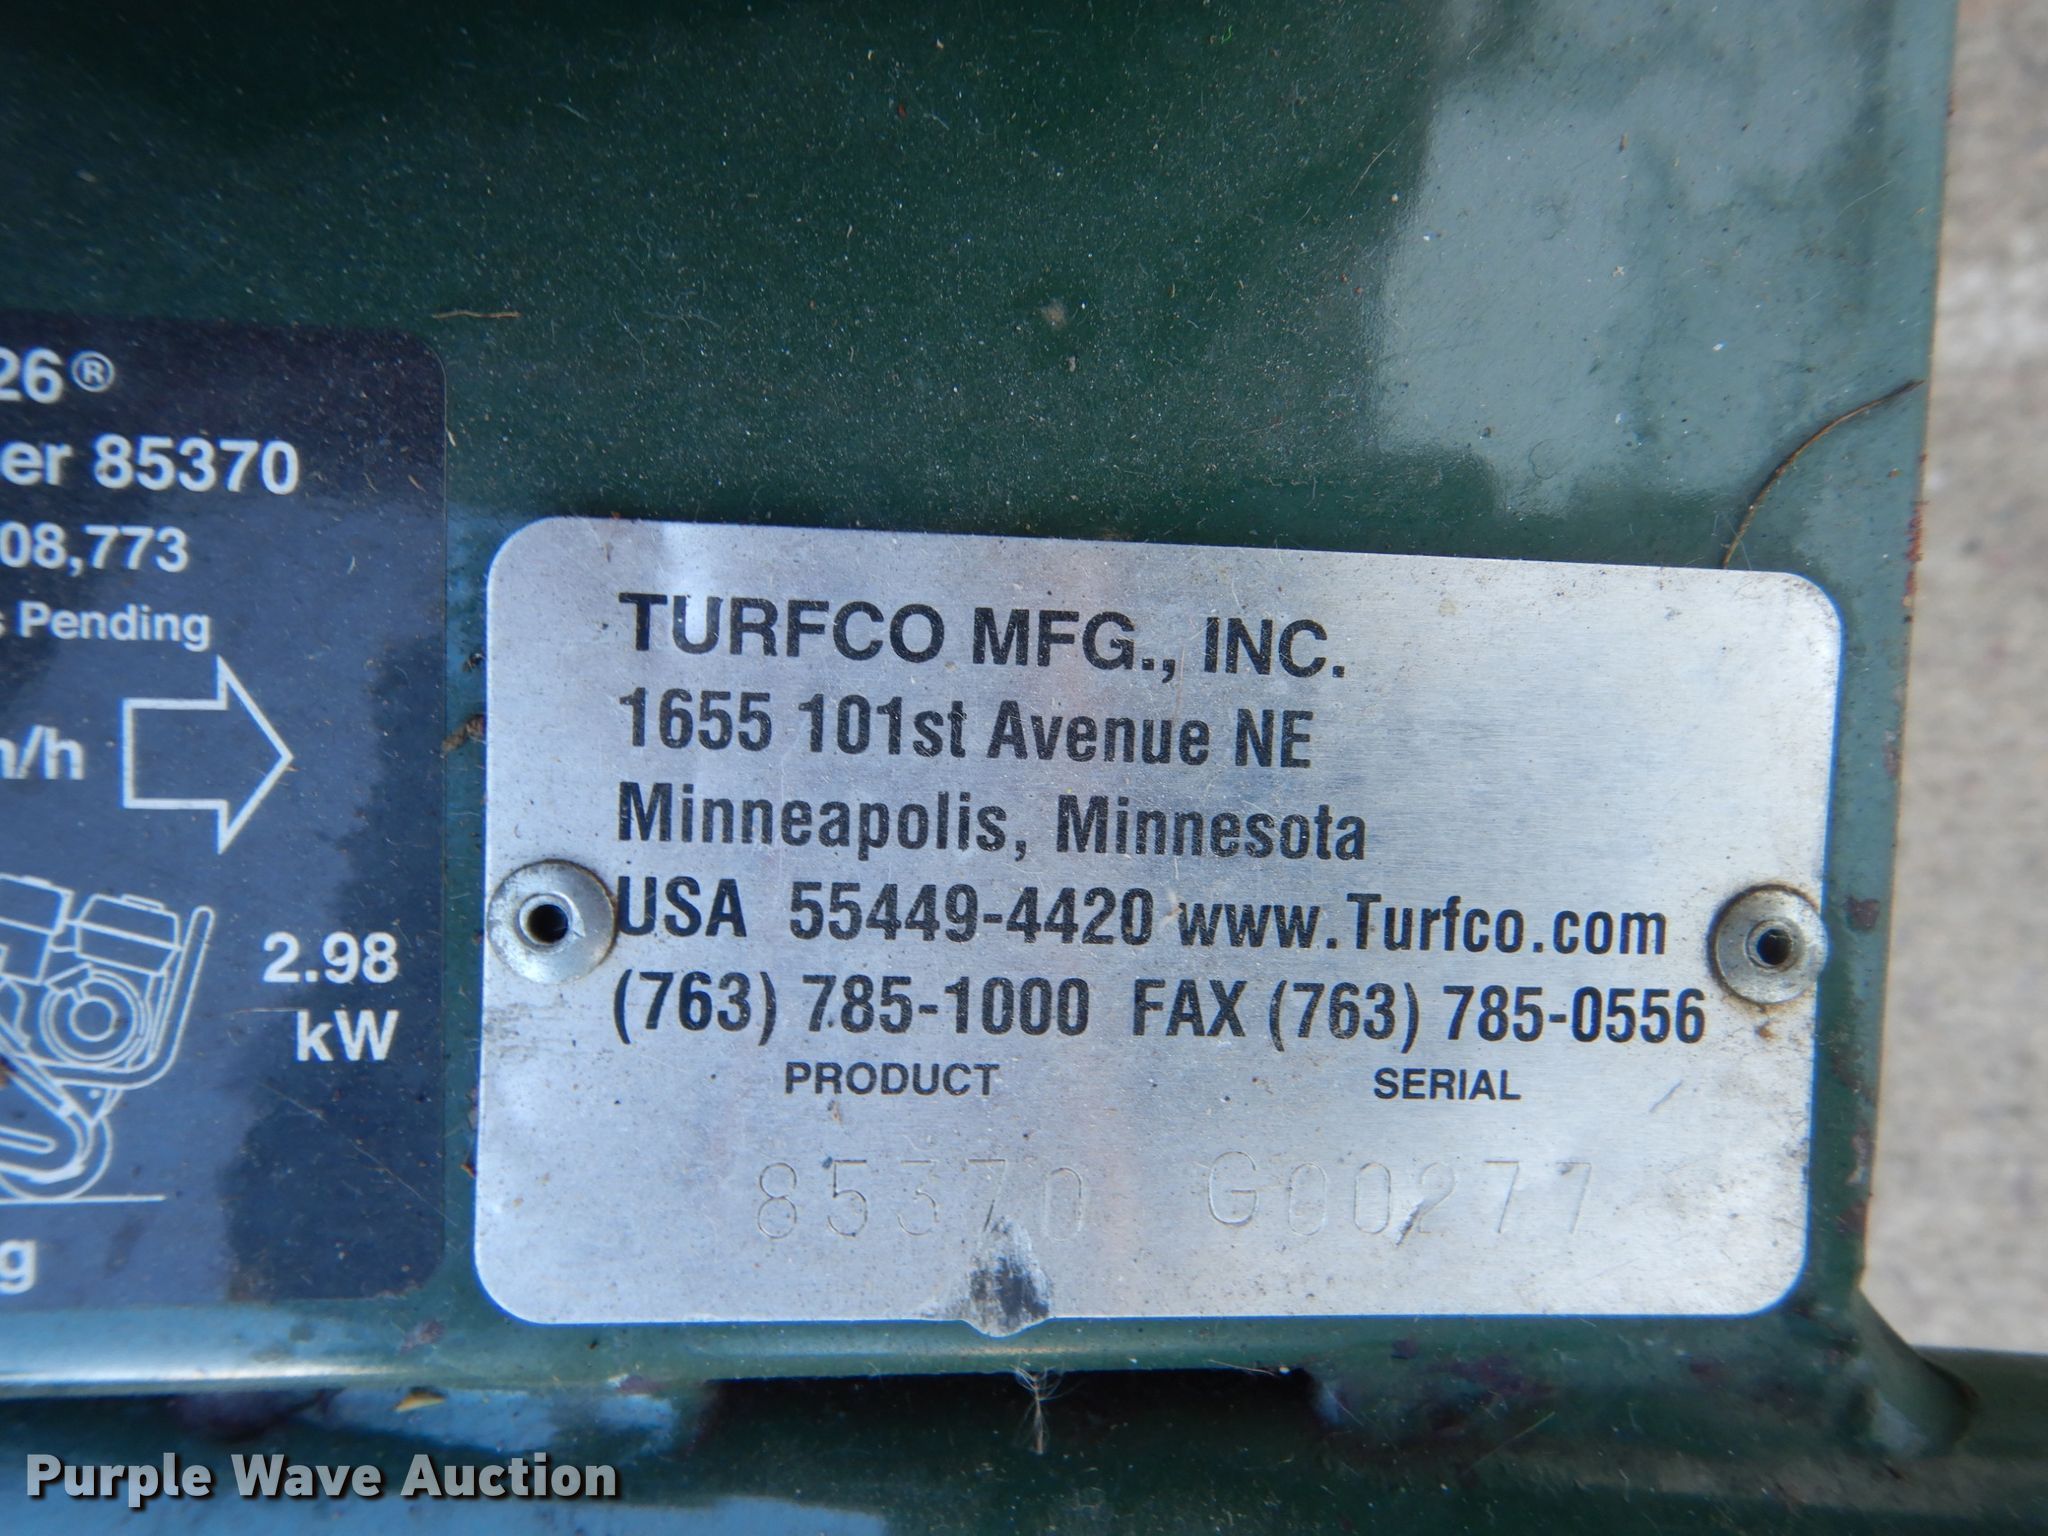 26®
er 85370
08,773
s Pending
n/h
2.98
kW
g
TURFCO MFG., INC.
1655 101st Avenue NE
Minneapolis, Minnesota
USA 55449-4420 www.Turfco.com
(763) 785-1000 FAX (763) 785-0556
PRODUCT SERIAL
85370 G00277
Purple Wave Auction